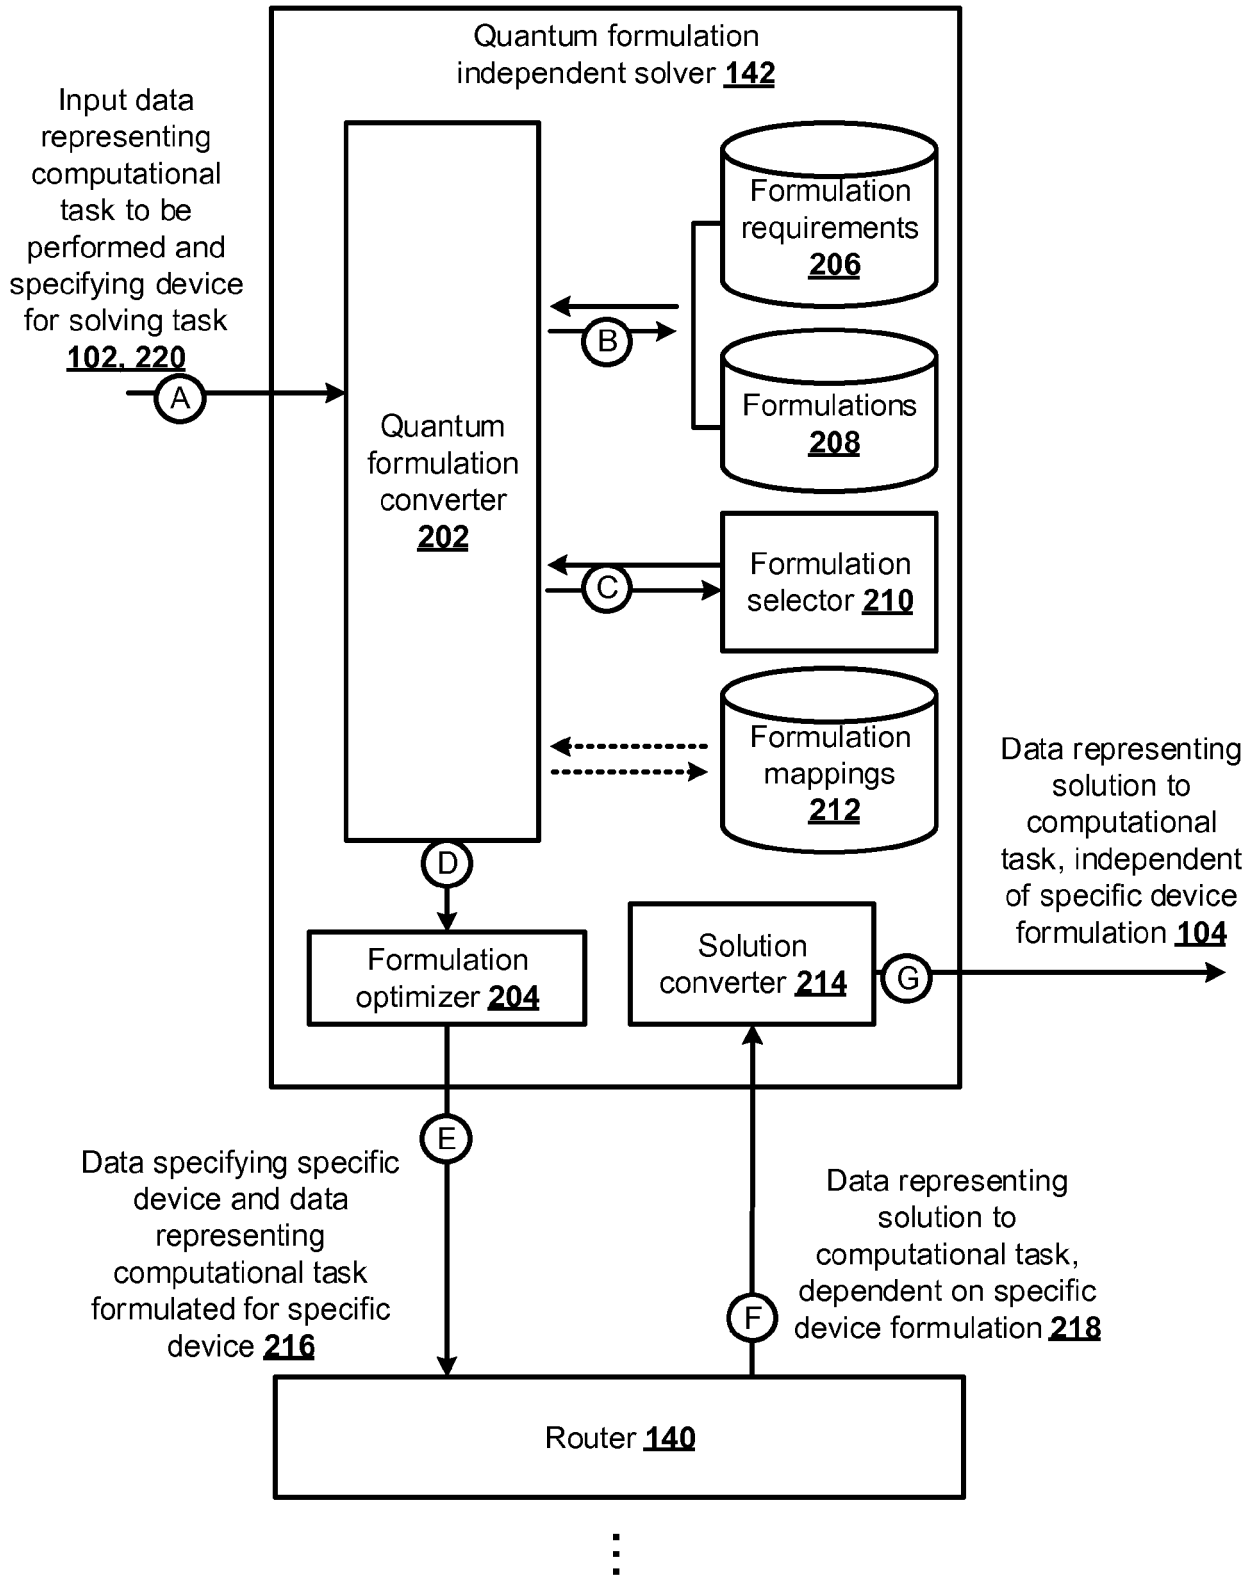 Quantum formulation
independent solver 142
Input data
representing
computational
task to be
performed and
specifying device
for solving task
102, 220
A
Quantum
formulation
converter
202
Formulation
requirements
206
B
Formulations
208
C
Formulation
selector 210
Formulation
mappings
212
D
Formulation
optimizer 204
Solution
converter 214
G
Data representing
solution to
computational
task, independent
of specific device
formulation 104
E
Data specifying specific
device and data
representing
computational task
formulated for specific
device 216
F
Data representing
solution to
computational task,
dependent on specific
device formulation 218
Router 140